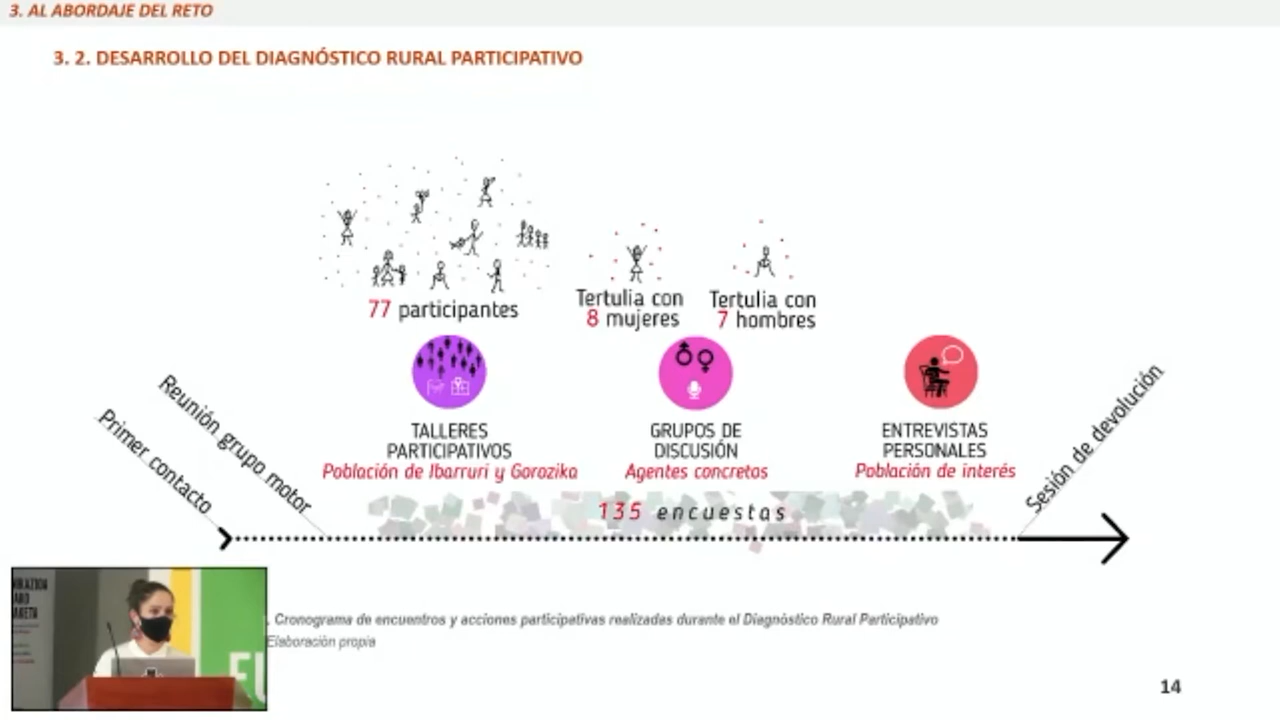 3. AL ABORDAJE DEL RETO
3. 2. DESARROLLO DEL DIAGNÓSTICO RURAL PARTICIPATIVO
77 participantes
Tertulia con
8 mujeres
Tertulia con
7 hombres
Primer contacto
Reunión grupo motor
TALLERES
PARTICIPATIVOS
Población de Ibarruri y Gorozika
GRUPOS DE
DISCUSIÓN
Agentes concretos
ENTREVISTAS
PERSONALES
Población de interés
Sesión de devolución
135 encuestas
. Cronograma de encuentros y acciones participativas realizadas durante el Diagnóstico Rural Participativo
Elaboración propia
14